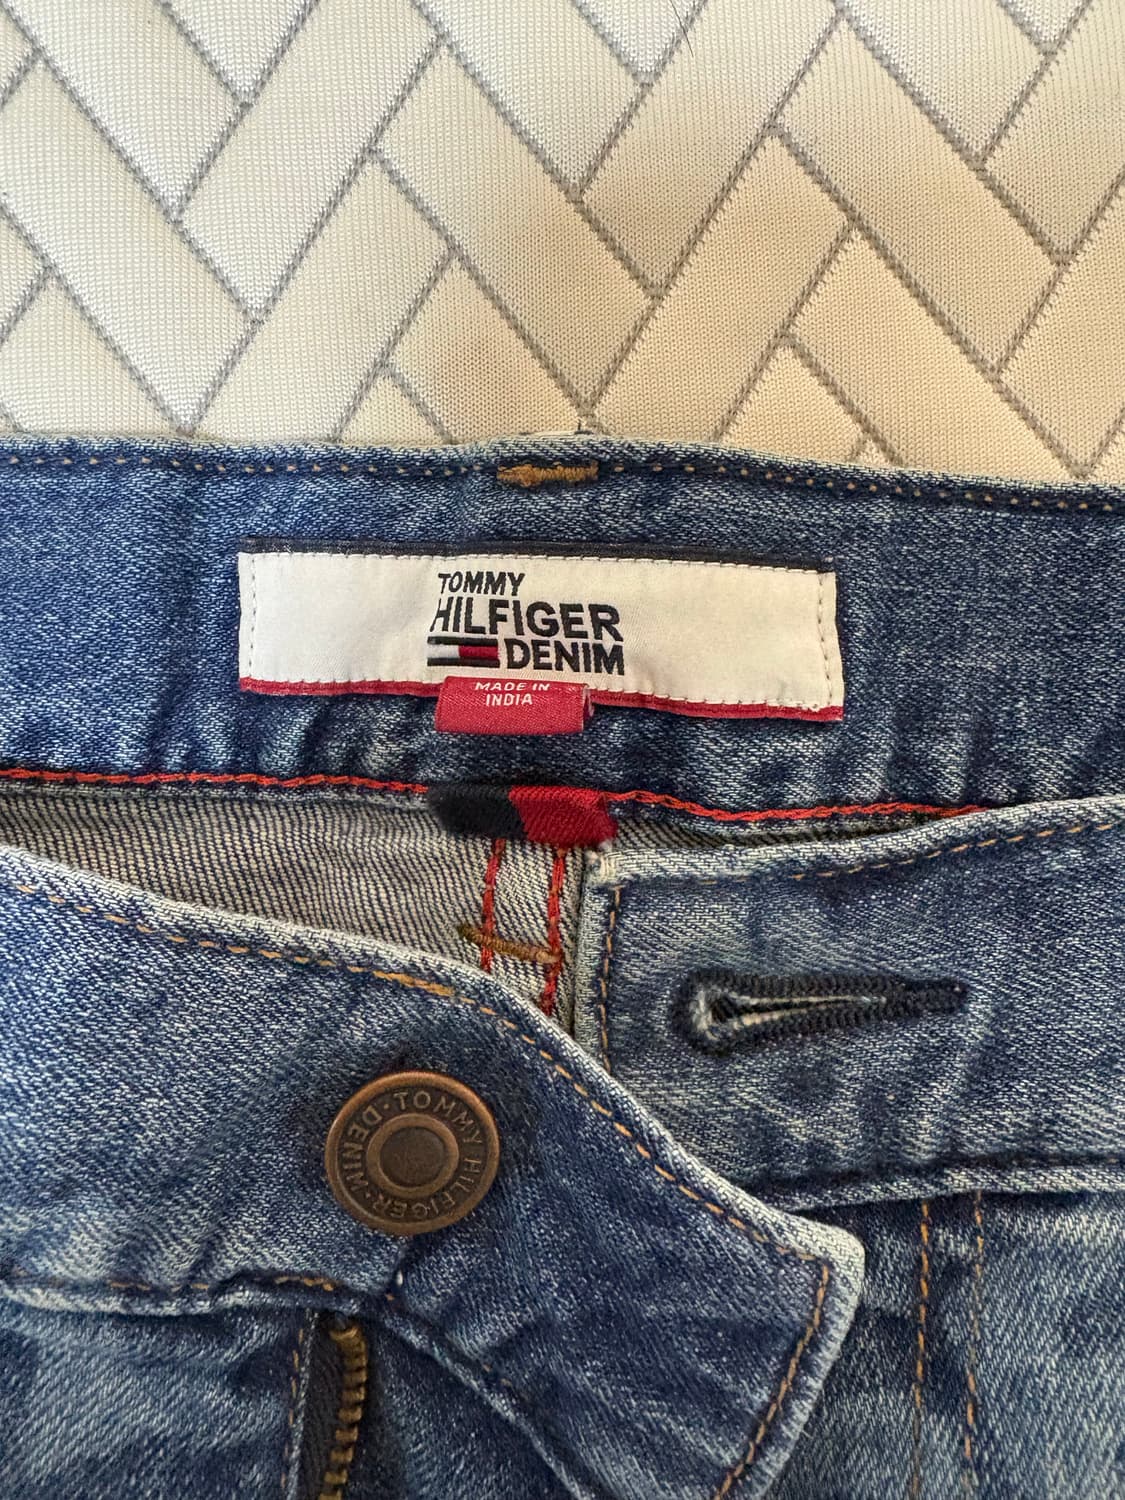 TOMMY
HILFIGER
DENIM
MADE IN
INDIA
TOMMY HILFIGER • DENIM •